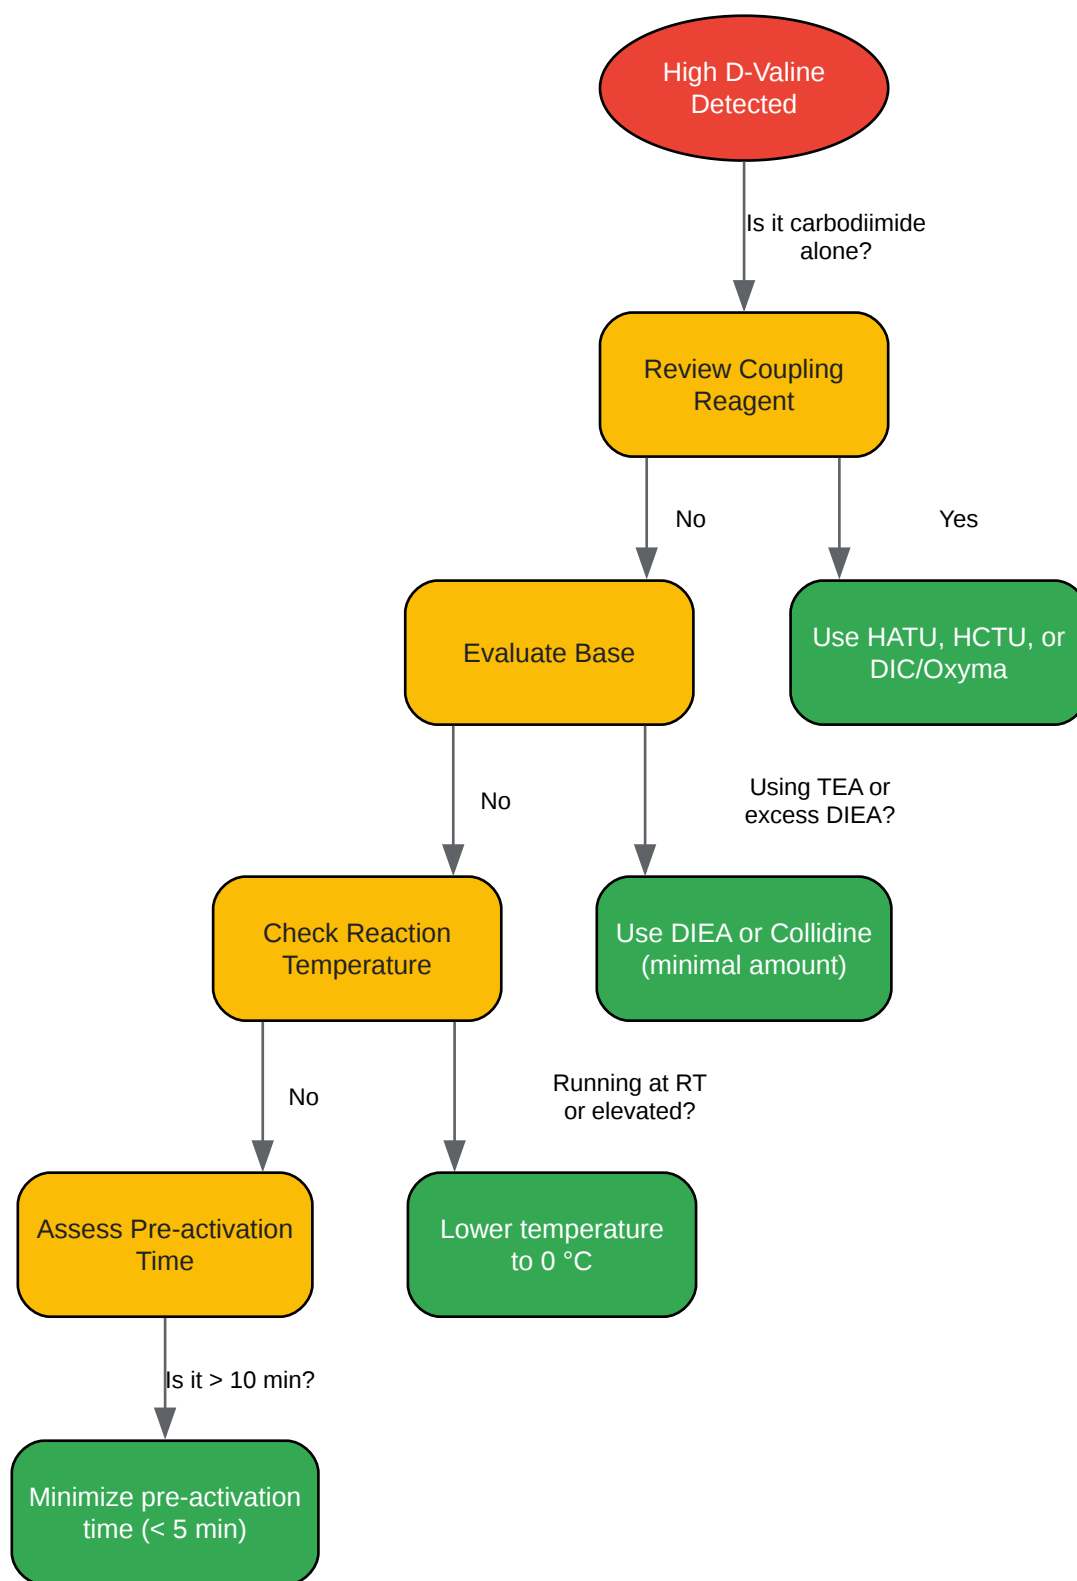 High D-Valine
Detected
Is it carbodiimide
alone?
Review Coupling
Reagent
No
Yes
Evaluate Base
Use HATU, HCTU, or
DIC/Oxyma
No
Using TEA or
excess DIEA?
Check Reaction
Temperature
Use DIEA or Collidine
(minimal amount)
No
Running at RT
or elevated?
Assess Pre-activation
Time
Lower temperature
to 0 °C
Is it > 10 min?
Minimize pre-activation
time (< 5 min)